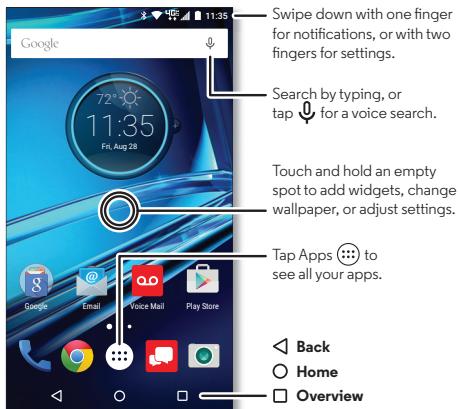 4G 11:35
Google
72°
11:35
Fri, Aug 28
Google Email Voice Mail Play Store
Swipe down with one finger
for notifications, or with two
fingers for settings.
Search by typing, or
tap for a voice search.
Touch and hold an empty
spot to add widgets, change
wallpaper, or adjust settings.
Tap Apps to
see all your apps.
Back
Home
Overview